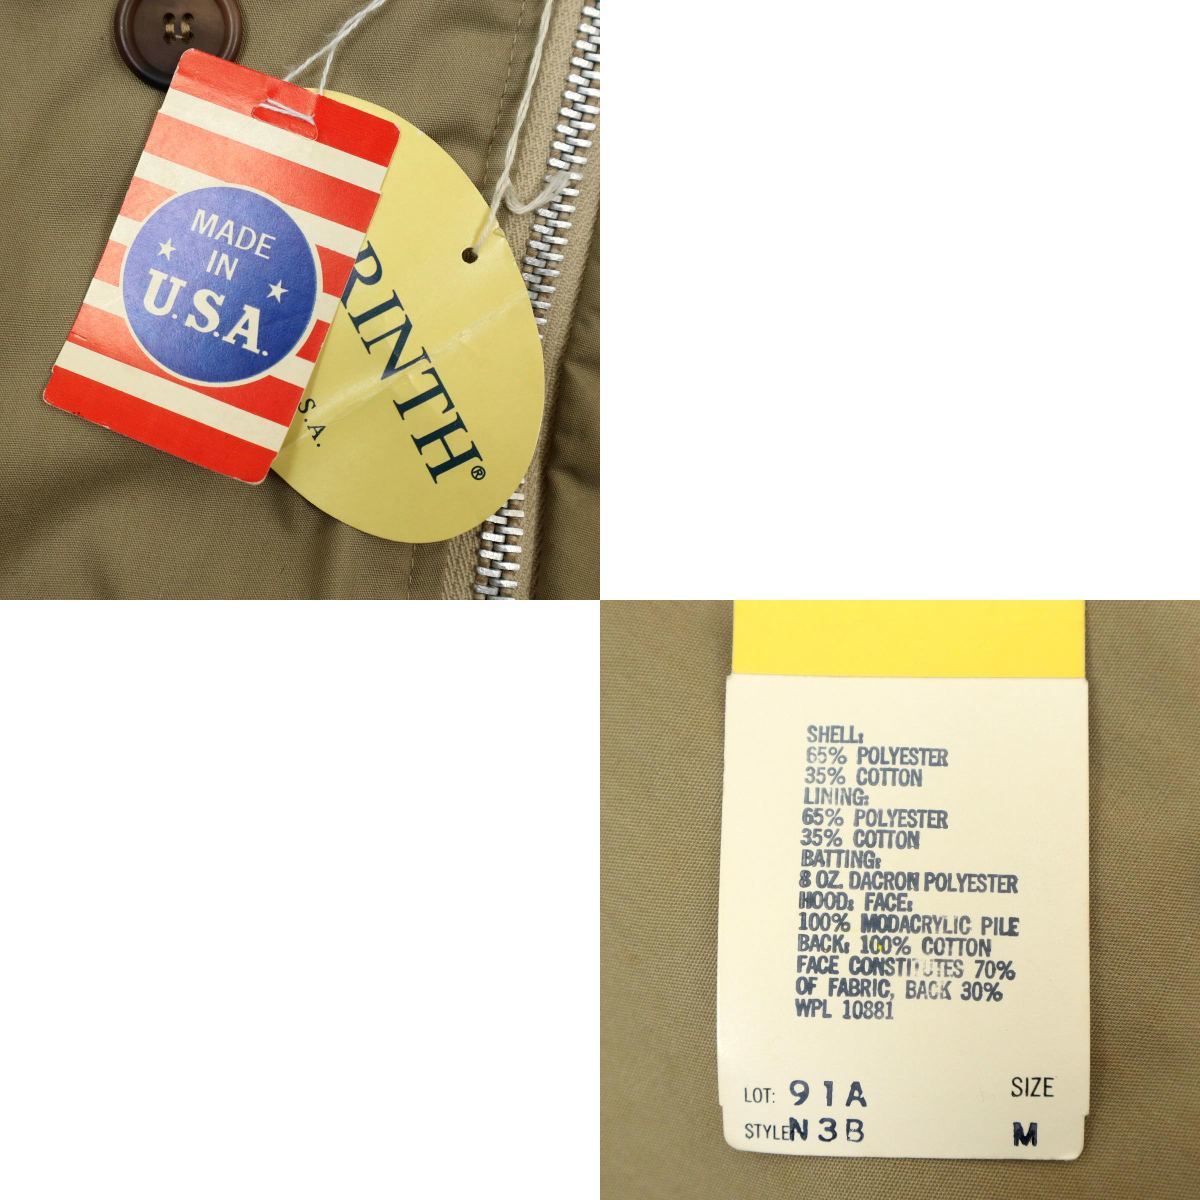 MADE
IN
U.S.A.
RINTH®
S.A.
SHELL:
65% POLYESTER
35% COTTON
LINING:
65% POLYESTER
35% COTTON
BATTING:
8 OZ. DACRON POLYESTER
HOOD: FACE:
100% MODACRYLIC PILE
BACK: 100% COTTON
FACE CONSTITUTES 70%
OF FABRIC, BACK 30%
WPL 10881
LOT: 91A
SIZE
STYLE N3B
M